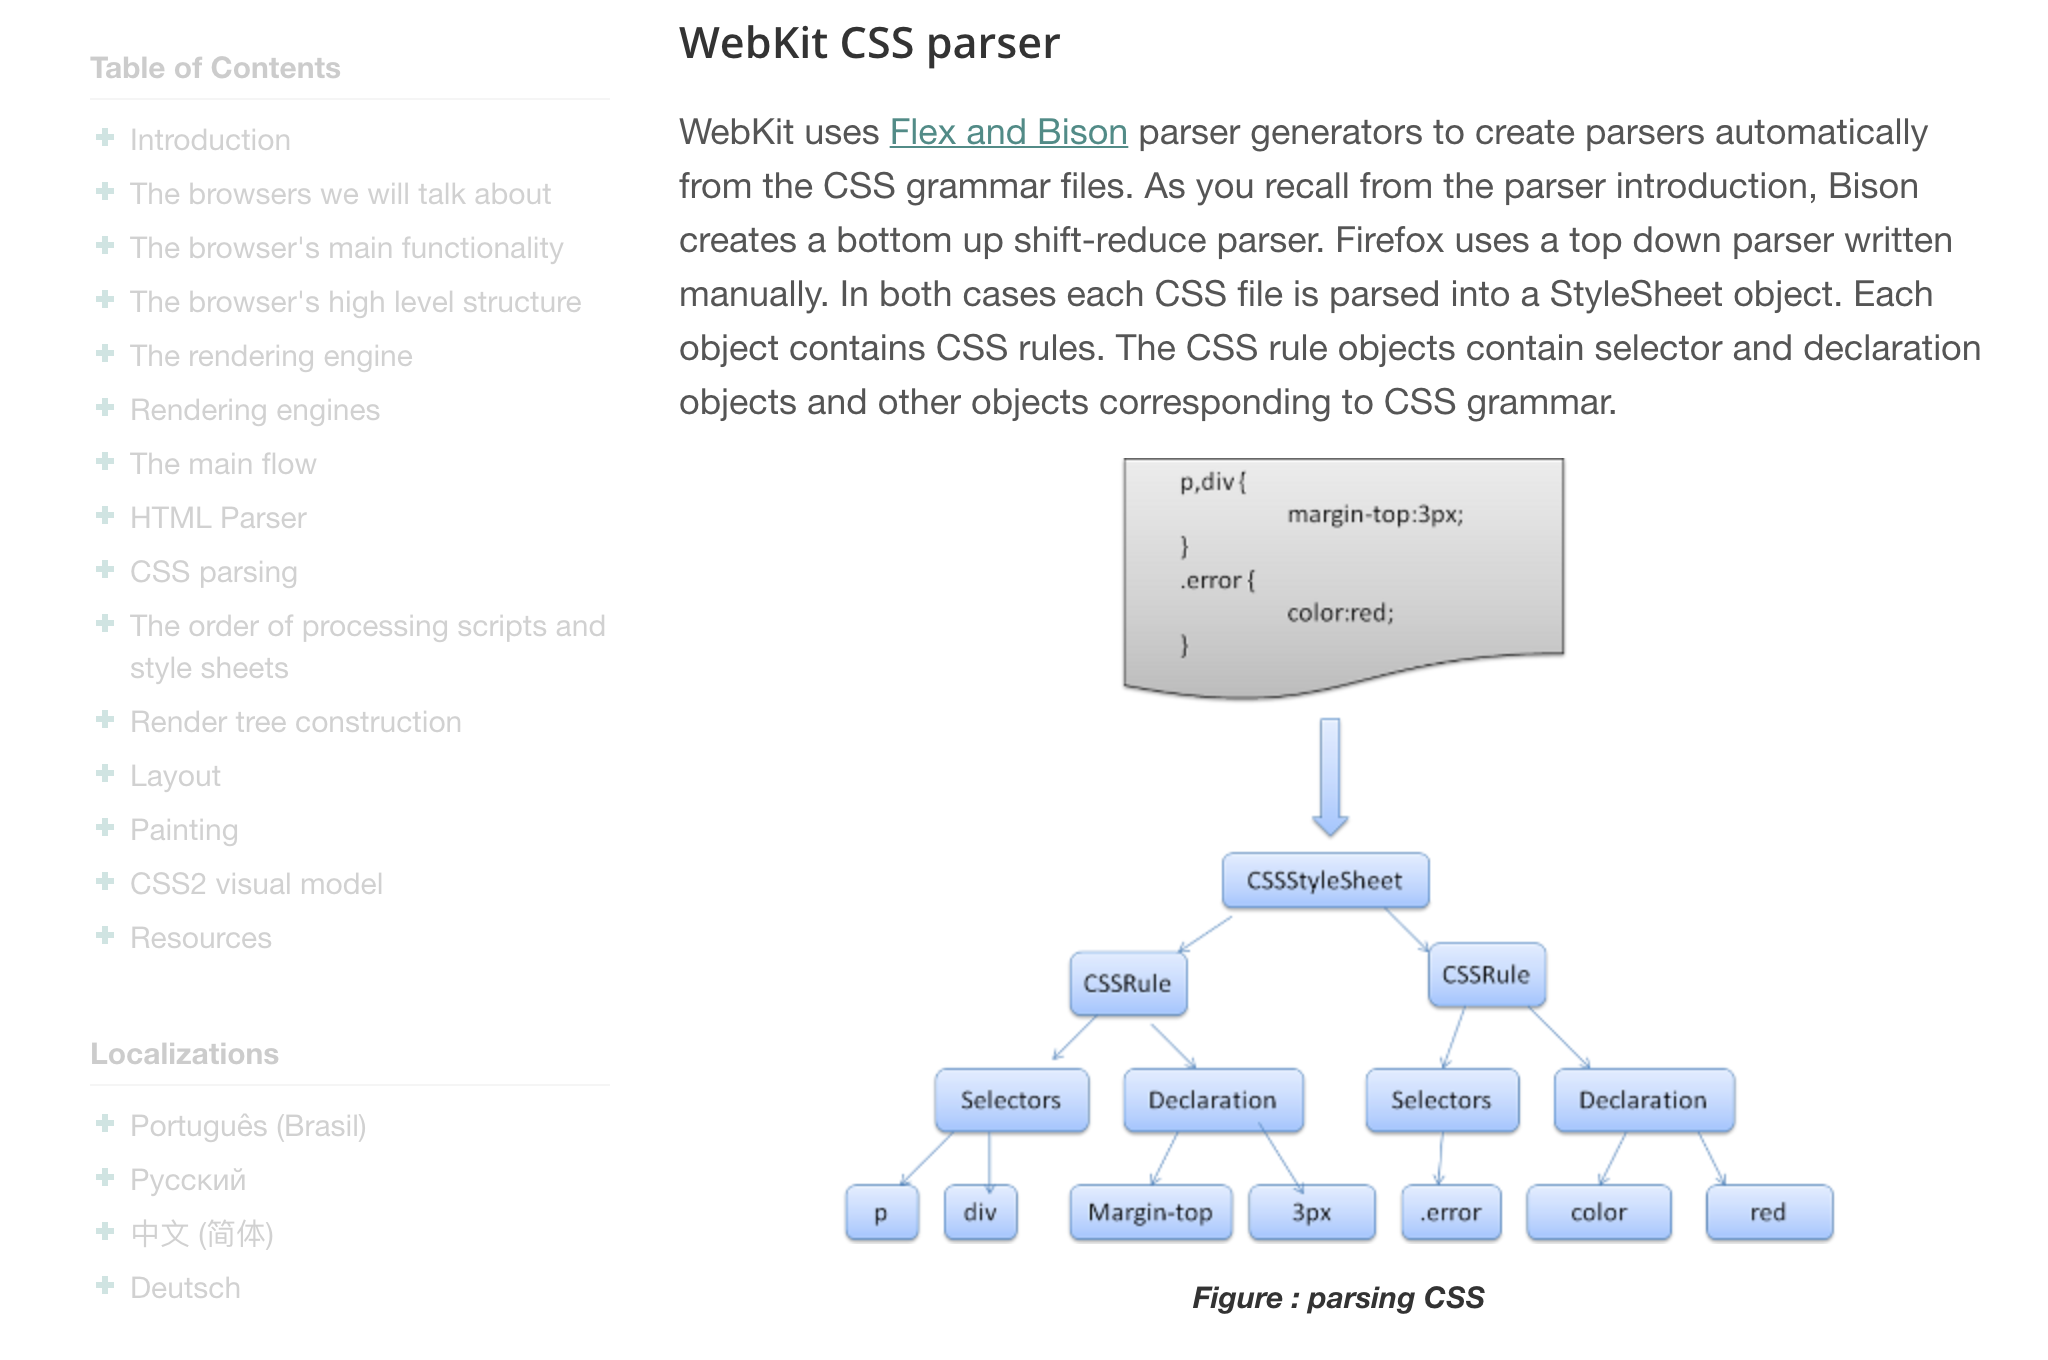 Table of Contents
Introduction
The browsers we will talk about
The browser's main functionality
The browser's high level structure
The rendering engine
Rendering engines
The main flow
HTML Parser
CSS parsing
The order of processing scripts and
style sheets
Render tree construction
Layout
Painting
CSS2 visual model
Resources
Localizations
Português (Brasil)
Русский
中文 (简体)
Deutsch
WebKit CSS parser
WebKit uses Flex and Bison parser generators to create parsers automatically
from the CSS grammar files. As you recall from the parser introduction, Bison
creates a bottom up shift-reduce parser. Firefox uses a top down parser written
manually. In both cases each CSS file is parsed into a StyleSheet object. Each
object contains CSS rules. The CSS rule objects contain selector and declaration
objects and other objects corresponding to CSS grammar.
p,div {
margin-top:3px;
}
.error {
color:red;
}
CSSStyleSheet
CSSRule
CSSRule
Selectors
Declaration
Selectors
Declaration
p
div
Margin-top
3px
.error
color
red
Figure : parsing CSS